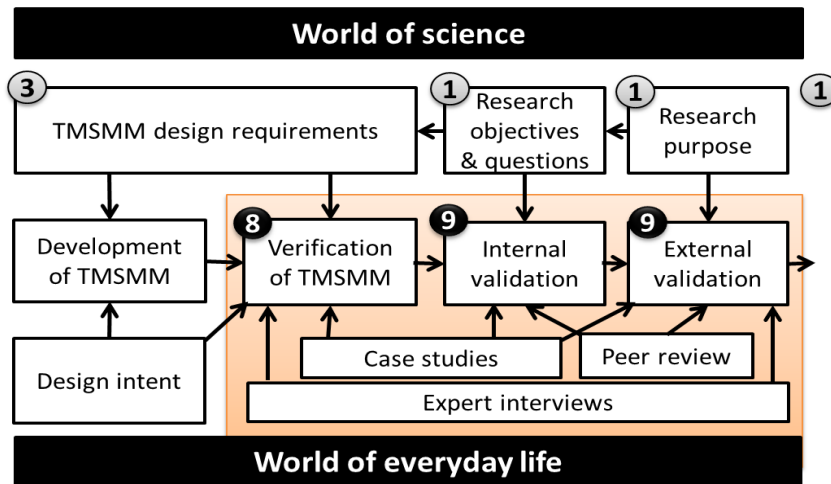 World of science
3
TMSMM design requirements
1
Research
objectives
& questions
1
Research
purpose
1
Development
of TMSMM
8
Verification
of TMSMM
9
Internal
validation
9
External
validation
Design intent
Case studies
Peer review
Expert interviews
World of everyday life